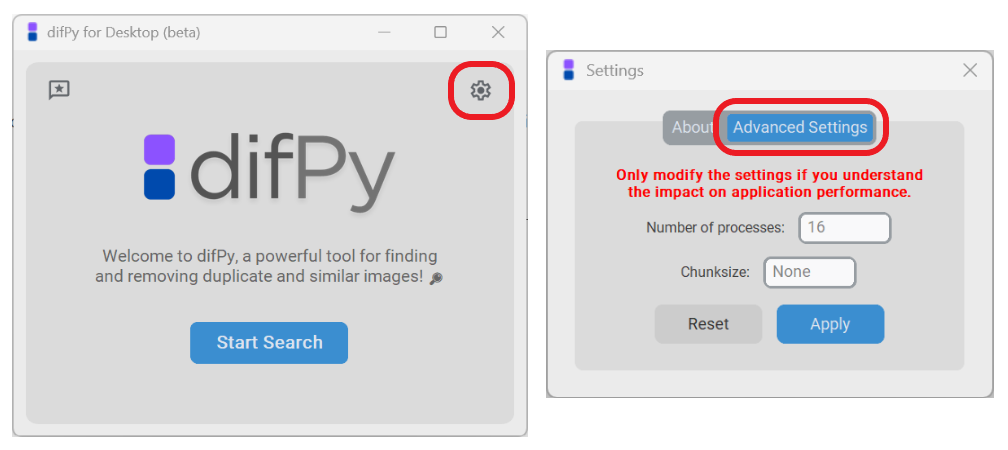 difPy for Desktop (beta)
difPy
Welcome to difPy, a powerful tool for finding
and removing duplicate and similar images!
Start Search
Settings
About
Advanced Settings
Only modify the settings if you understand
the impact on application performance.
Number of processes: 16
Chunksize: None
Reset
Apply